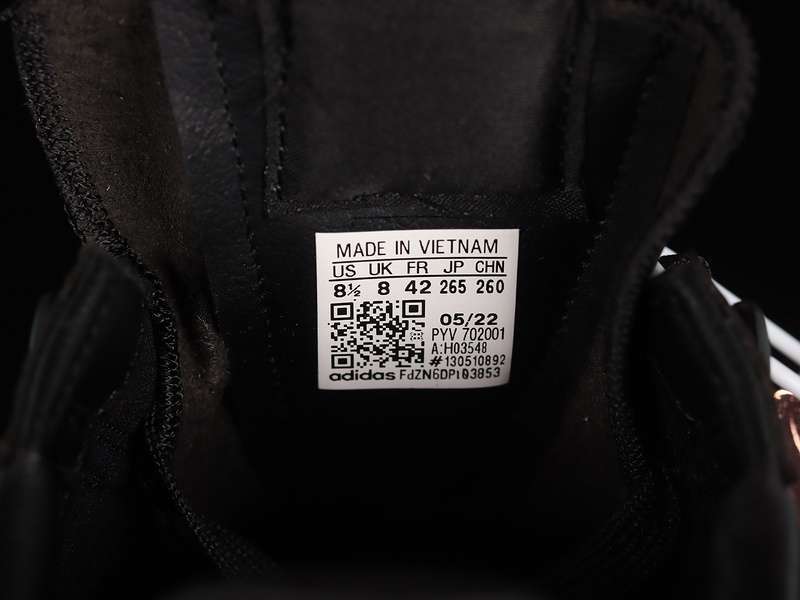 MADE IN VIETNAM
US UK FR JP CHN
8½ 8 42 265 260
05/22
PYV 702001
A:H03548
#130510892
adidas FdZN6DPt03853